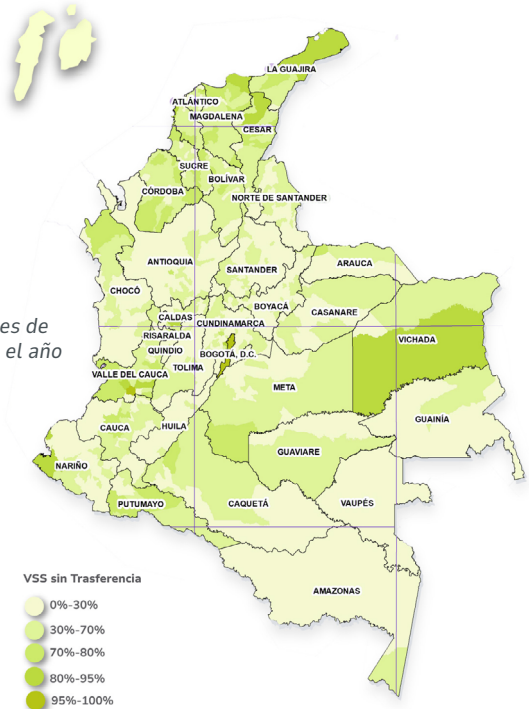 LA GUAJIRA
ATLÁNTICO
MAGDALENA
CESAR
SUCRE
BOLÍVAR
CÓRDOBA
NORTE DE SANTANDER
ANTIOQUIA
ARAUCA
SANTANDER
CHOCÓ
BOYACÁ
CASANARE
CALDAS
CUNDINAMARCA
es de
RISARALDA
VICHADA
el año
QUINDIO
BOGOTÁ, D.C.
TOLIMA
VALLE DEL CAUCA
META
GUAINÍA
CAUCA
HUILA
GUAVIARE
NARIÑO
PUTUMAYO
CAQUETÁ
VAUPÉS
VSS sin Trasferencia
AMAZONAS
0%-30%
30%-70%
70%-80%
80%-95%
95%-100%